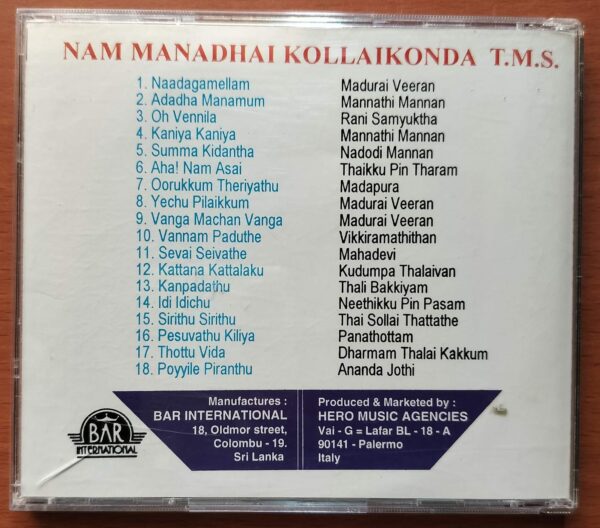 NAM MANADHAI KOLLAIKONDA T.M.S.
1. Naadagamellam Madurai Veeran
2. Adadha Manamum Mannathi Mannan
3. Oh Vennila Rani Samyuktha
4. Kaniya Kaniya Mannathi Mannan
5. Summa Kidantha Nadodi Mannan
6. Aha! Nam Asai Thaikku Pin Tharam
7. Oorukkum Theriyathu Madapura
8. Yechu Pilaikkum Madurai Veeran
9. Vanga Machan Vanga Madurai Veeran
10. Vannam Paduthe Vikkiramathithan
11. Sevai Seivathe Mahadevi
12. Kattana Kattalaku Kudumpa Thalaivan
13. Kanpadathu Thali Bakkiyam
14. Idi Idichu Neethikku Pin Pasam
15. Sirithu Sirithu Thai Sollai Thattathe
16. Pesuvathu Kiliya Panathottam
17. Thottu Vida Dharmam Thalai Kakkum
18. Poyyile Piranthu Ananda Jothi
BAR
INTERNATIONAL
Manufactures :
BAR INTERNATIONAL
18, Oldmor street,
Colombu - 19.
Sri Lanka
Produced & Marketed by :
HERO MUSIC AGENCIES
Vai - G = Lafar BL - 18 - A
90141 - Palermo
Italy